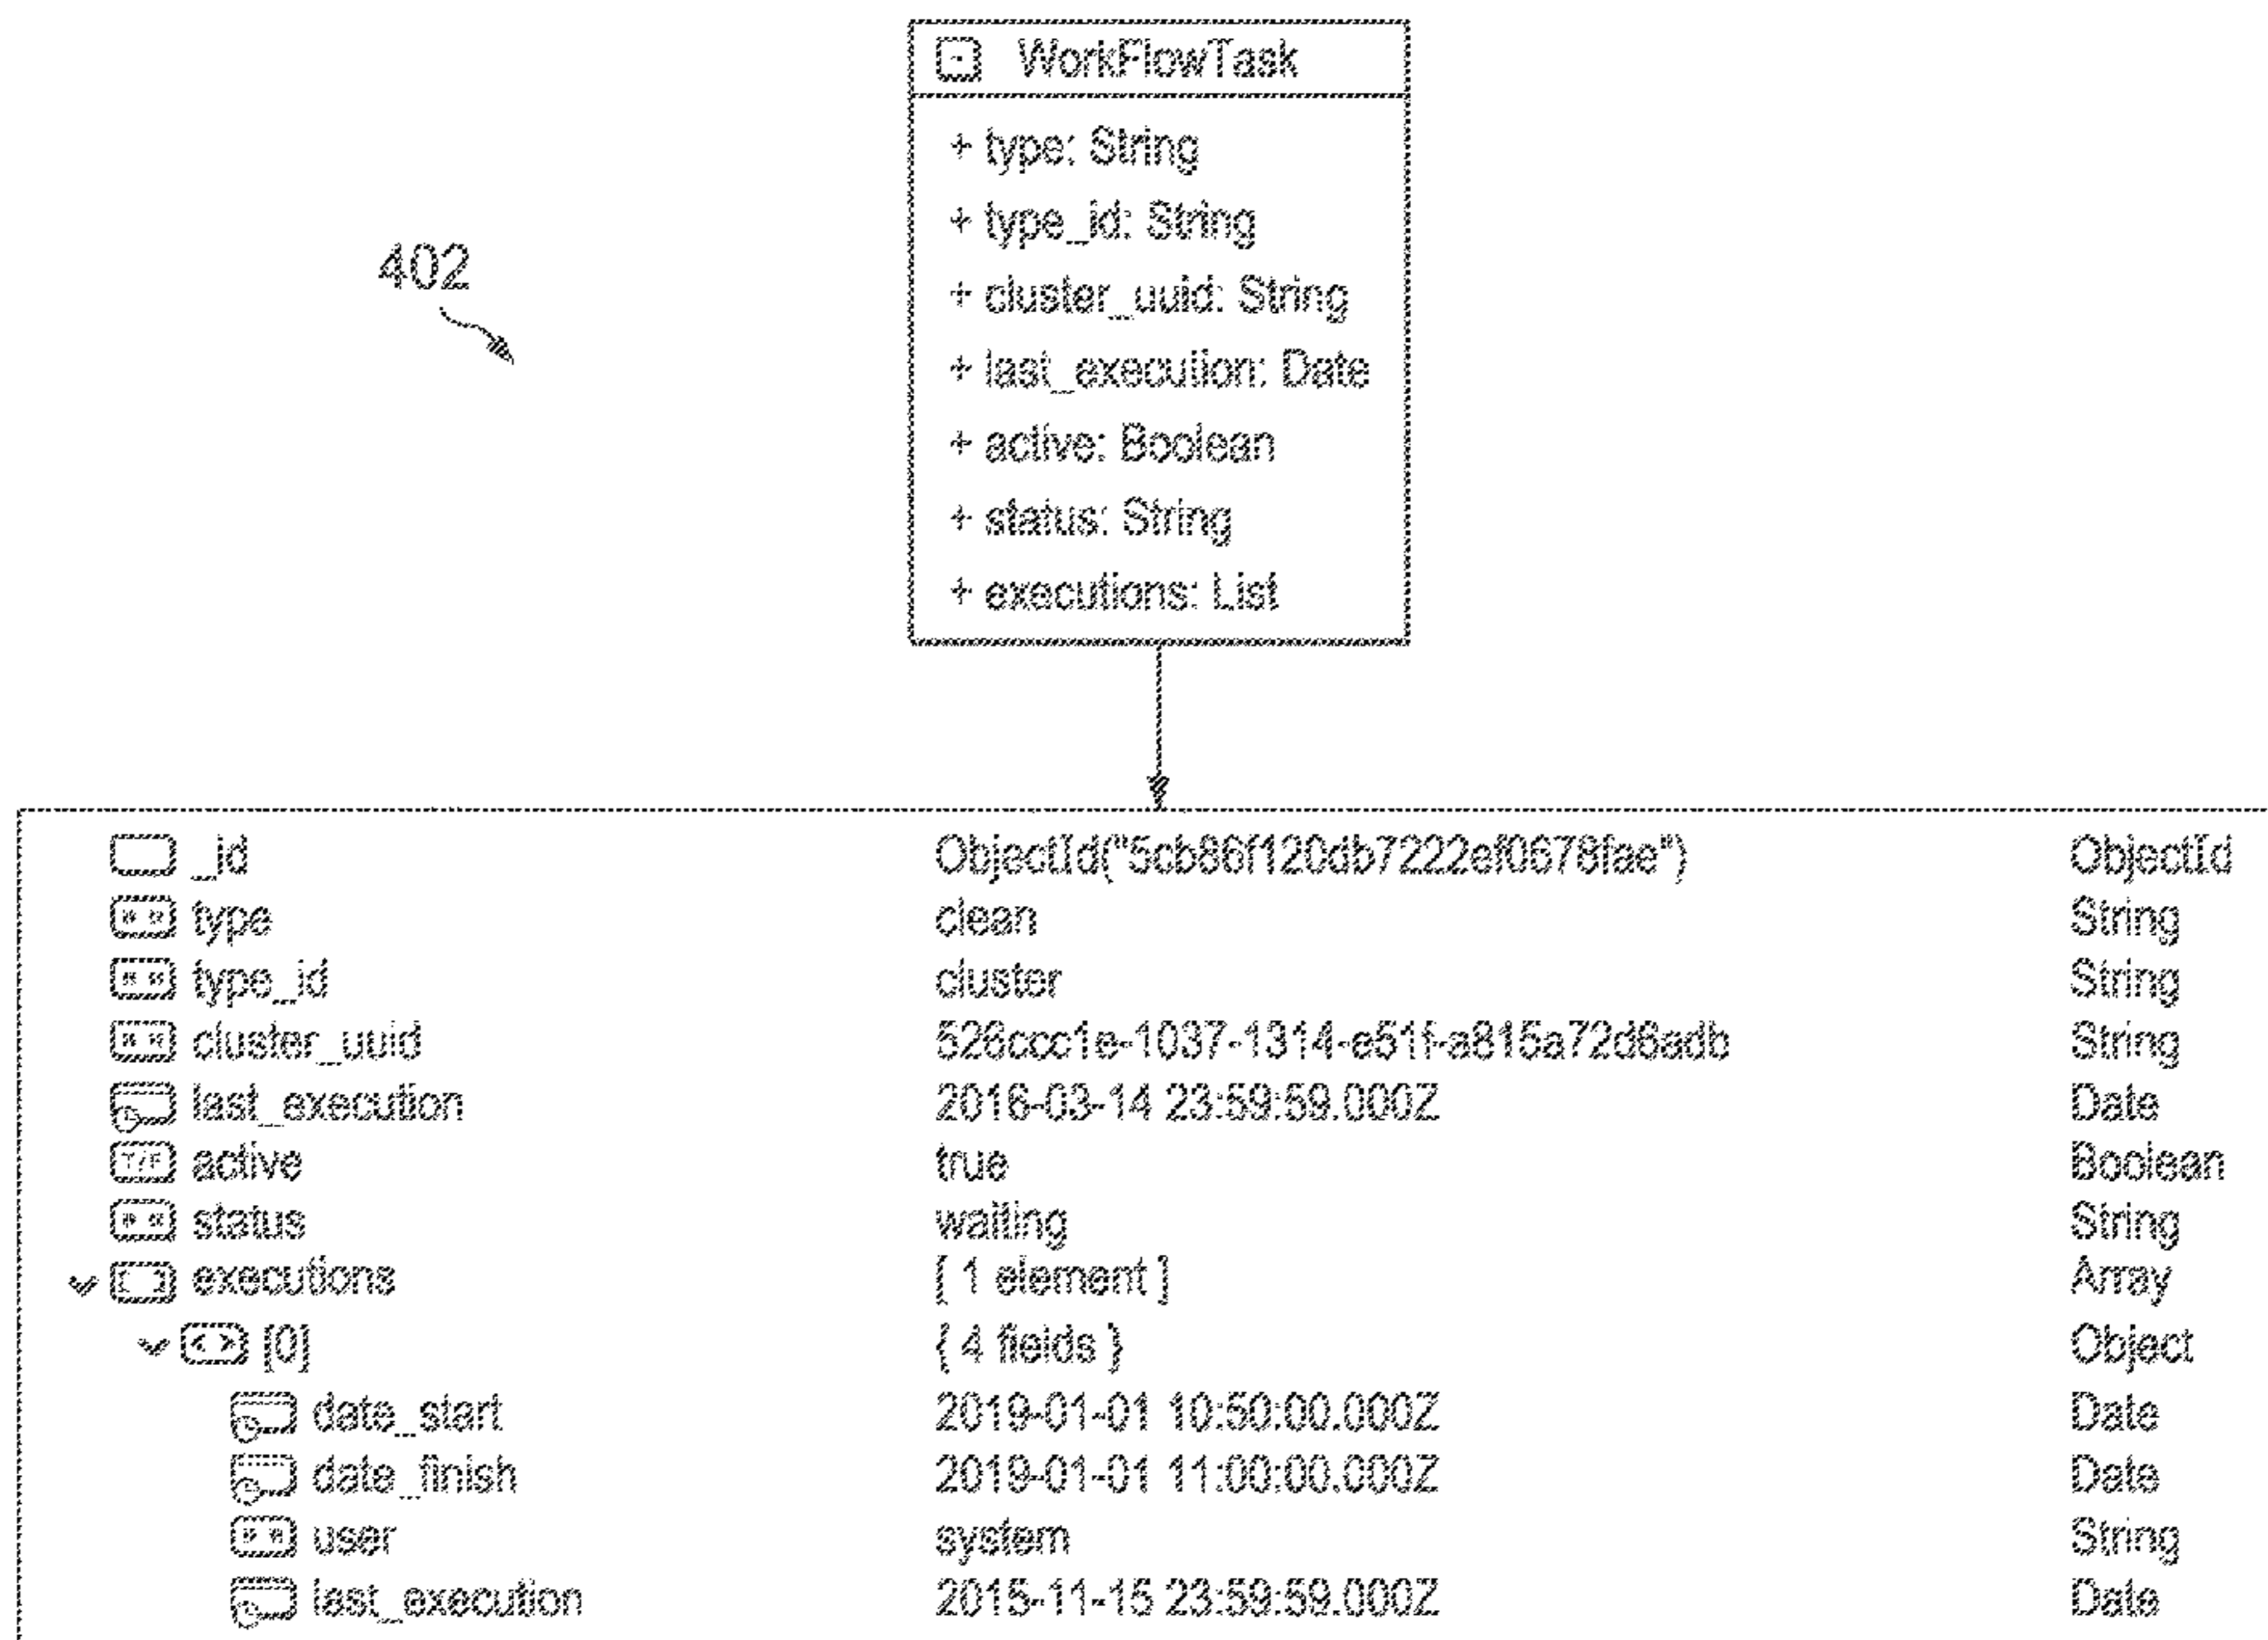 WorkFlowTask
+ type: String
+ type_id: String
402
+ cluster_uuid: String
+ last_execution: Date
+ active: Boolean
+ status: String
+ executions: List
_id ObjectId("5cb86f120db7222ef0678fae") ObjectId
type clean String
type_id cluster String
cluster_uuid 526ccc1e-1037-1314-e51f-a815a72d6adb String
last_execution 2016-03-14 23:59:59.000Z Date
T/F active true Boolean
status waiting String
executions [ 1 element ] Array
[0] { 4 fields } Object
date_start 2019-01-01 10:50:00.000Z Date
date_finish 2019-01-01 11:00:00.000Z Date
user system String
last_execution 2015-11-15 23:59:59.000Z Date